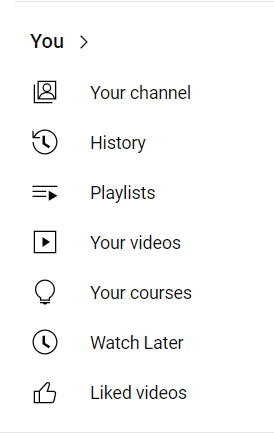 You
Your channel
History
Playlists
Your videos
Your courses
Watch Later
Liked videos